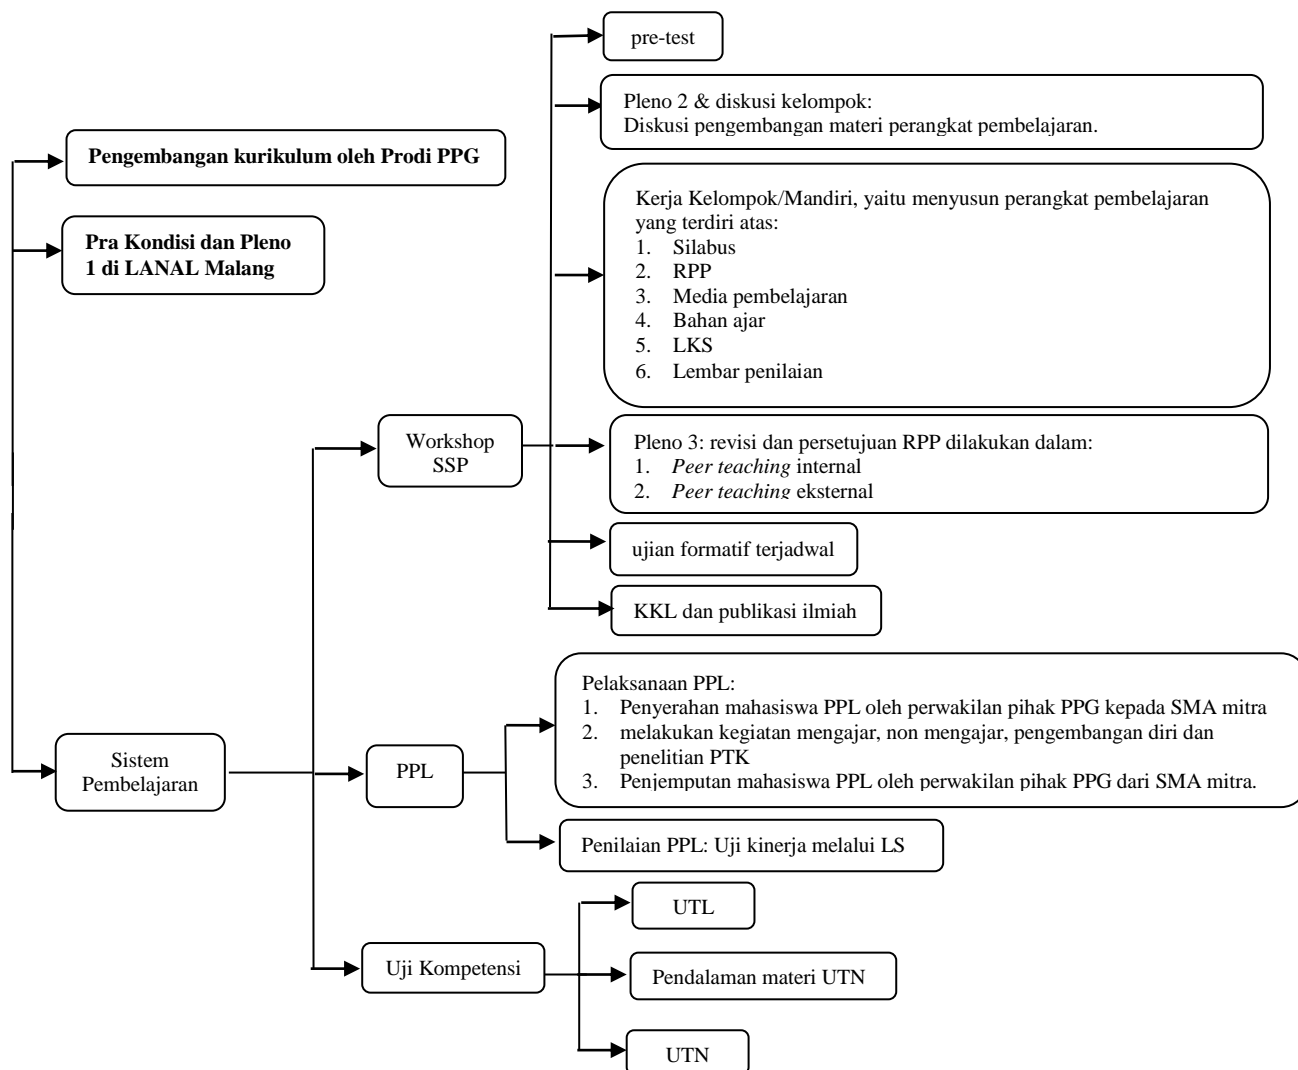 pre-test
Pleno 2 & diskusi kelompok:
Diskusi pengembangan materi perangkat pembelajaran.
Pengembangan kurikulum oleh Prodi PPG
Pra Kondisi dan Pleno
1 di LANAL Malang
Kerja Kelompok/Mandiri, yaitu menyusun perangkat pembelajaran
yang terdiri atas:
1. Silabus
2. RPP
3. Media pembelajaran
4. Bahan ajar
5. LKS
6. Lembar penilaian
Workshop
SSP
Pleno 3: revisi dan persetujuan RPP dilakukan dalam:
1. Peer teaching internal
2. Peer teaching eksternal
ujian formatif terjadwal
KKL dan publikasi ilmiah
Sistem
Pembelajaran
PPL
Pelaksanaan PPL:
1. Penyerahan mahasiswa PPL oleh perwakilan pihak PPG kepada SMA mitra
2. melakukan kegiatan mengajar, non mengajar, pengembangan diri dan
penelitian PTK
3. Penjemputan mahasiswa PPL oleh perwakilan pihak PPG dari SMA mitra.
Penilaian PPL: Uji kinerja melalui LS
Uji Kompetensi
UTL
Pendalaman materi UTN
UTN